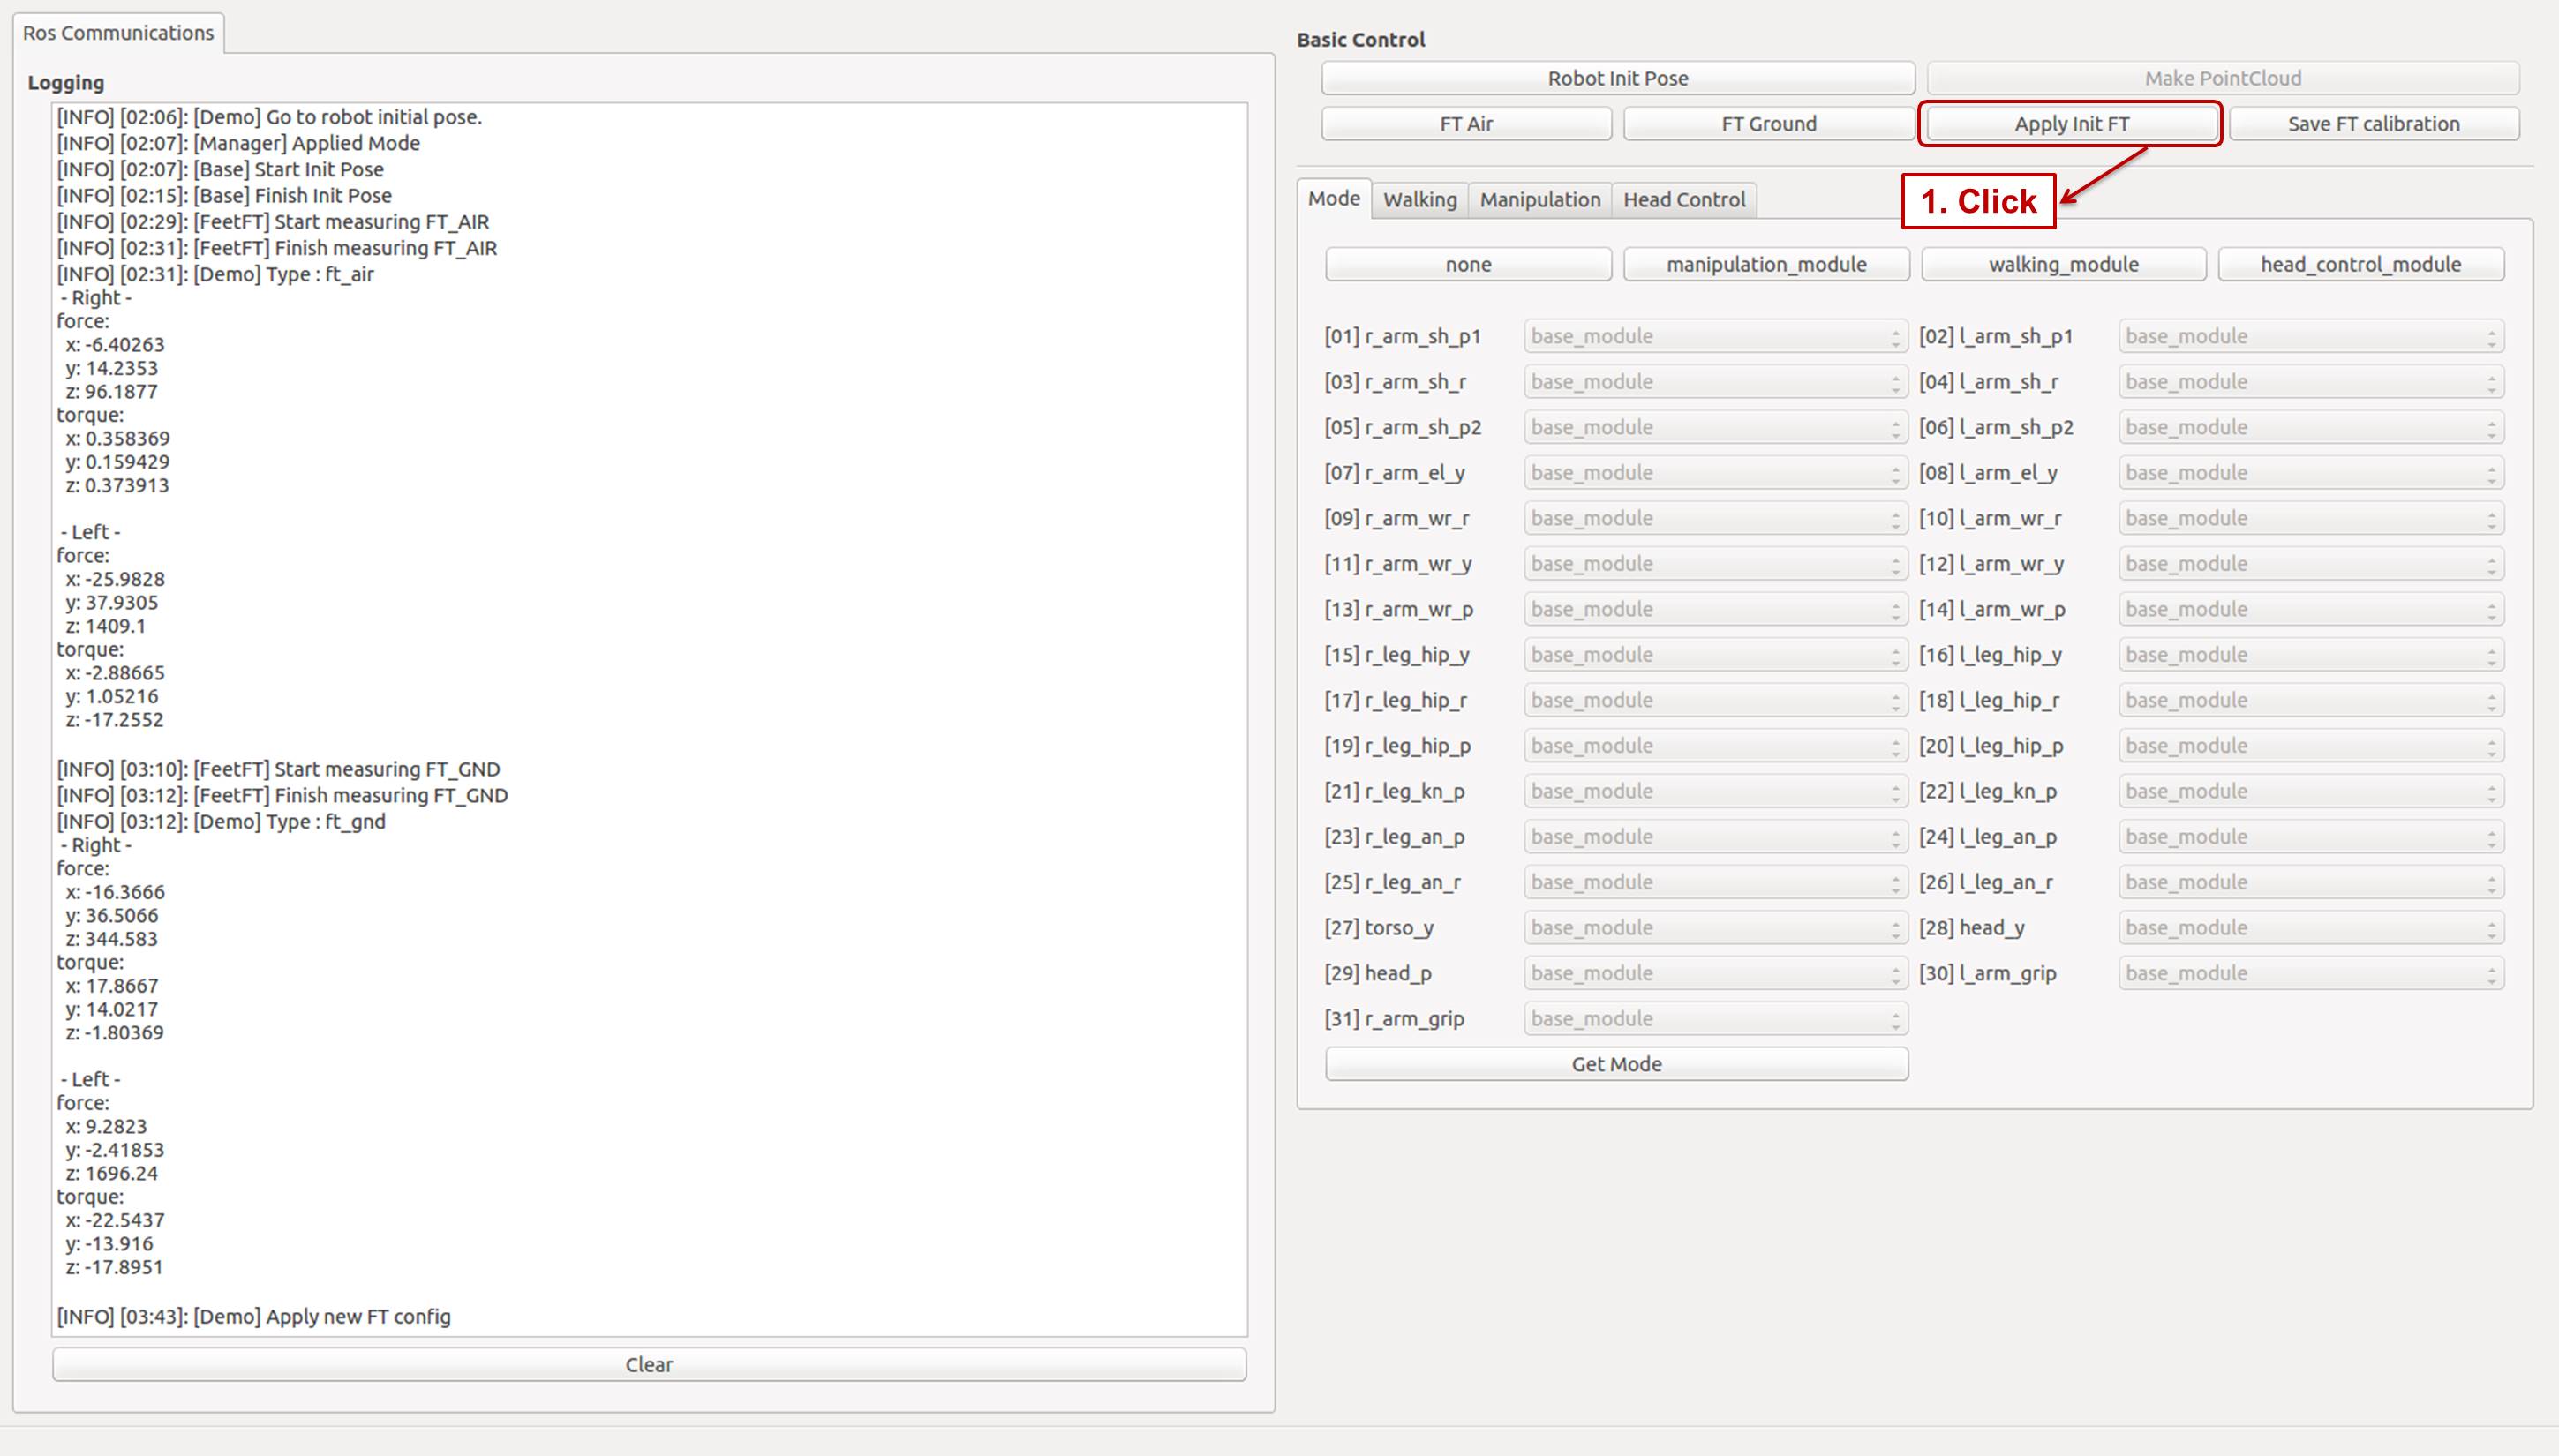 Ros Communications
Logging
[INFO] [02:06]: [Demo] Go to robot initial pose.
[INFO] [02:07]: [Manager] Applied Mode
[INFO] [02:07]: [Base] Start Init Pose
[INFO] [02:15]: [Base] Finish Init Pose
[INFO] [02:29]: [FeetFT] Start measuring FT_AIR
[INFO] [02:31]: [FeetFT] Finish measuring FT_AIR
[INFO] [02:31]: [Demo] Type : ft_air
- Right -
force:
x: -6.40263
y: 14.2353
z: 96.1877
torque:
x: 0.358369
y: 0.159429
z: 0.373913
- Left -
force:
x: -25.9828
y: 37.9305
z: 1409.1
torque:
x: -2.88665
y: 1.05216
z: -17.2552
[INFO] [03:10]: [FeetFT] Start measuring FT_GND
[INFO] [03:12]: [FeetFT] Finish measuring FT_GND
[INFO] [03:12]: [Demo] Type : ft_gnd
- Right -
force:
x: -16.3666
y: 36.5066
z: 344.583
torque:
x: 17.8667
y: 14.0217
z: -1.80369
- Left -
force:
x: 9.2823
y: -2.41853
z: 1696.24
torque:
x: -22.5437
y: -13.916
z: -17.8951
[INFO] [03:43]: [Demo] Apply new FT config
Clear
Basic Control
Robot Init Pose Make PointCloud
FT Air FT Ground Apply Init FT Save FT calibration
1. Click
Mode Walking Manipulation Head Control
none manipulation_module walking_module head_control_module
[01] r_arm_sh_p1 base_module [02] l_arm_sh_p1 base_module
[03] r_arm_sh_r base_module [04] l_arm_sh_r base_module
[05] r_arm_sh_p2 base_module [06] l_arm_sh_p2 base_module
[07] r_arm_el_y base_module [08] l_arm_el_y base_module
[09] r_arm_wr_r base_module [10] l_arm_wr_r base_module
[11] r_arm_wr_y base_module [12] l_arm_wr_y base_module
[13] r_arm_wr_p base_module [14] l_arm_wr_p base_module
[15] r_leg_hip_y base_module [16] l_leg_hip_y base_module
[17] r_leg_hip_r base_module [18] l_leg_hip_r base_module
[19] r_leg_hip_p base_module [20] l_leg_hip_p base_module
[21] r_leg_kn_p base_module [22] l_leg_kn_p base_module
[23] r_leg_an_p base_module [24] l_leg_an_p base_module
[25] r_leg_an_r base_module [26] l_leg_an_r base_module
[27] torso_y base_module [28] head_y base_module
[29] head_p base_module [30] l_arm_grip base_module
[31] r_arm_grip base_module
Get Mode